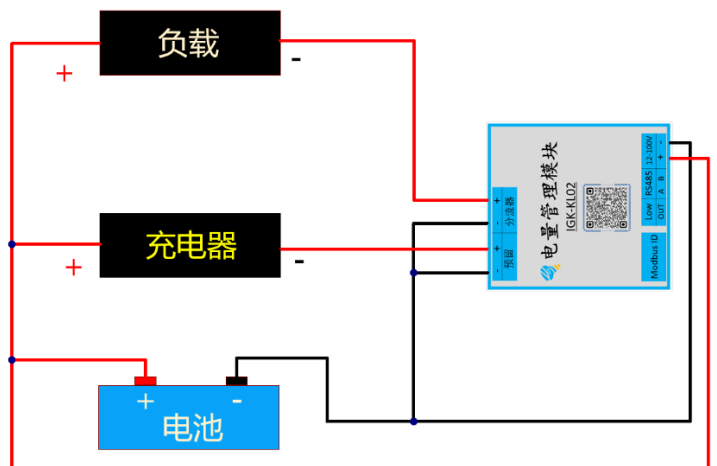 负载
+
-
充电器
+
-
电池
+
-
电量管理模块
IGK-KL02
+
-
分流器
+
-
预留
12-100V
-
+
RS485
B
A
Low
OUT
Modbus ID